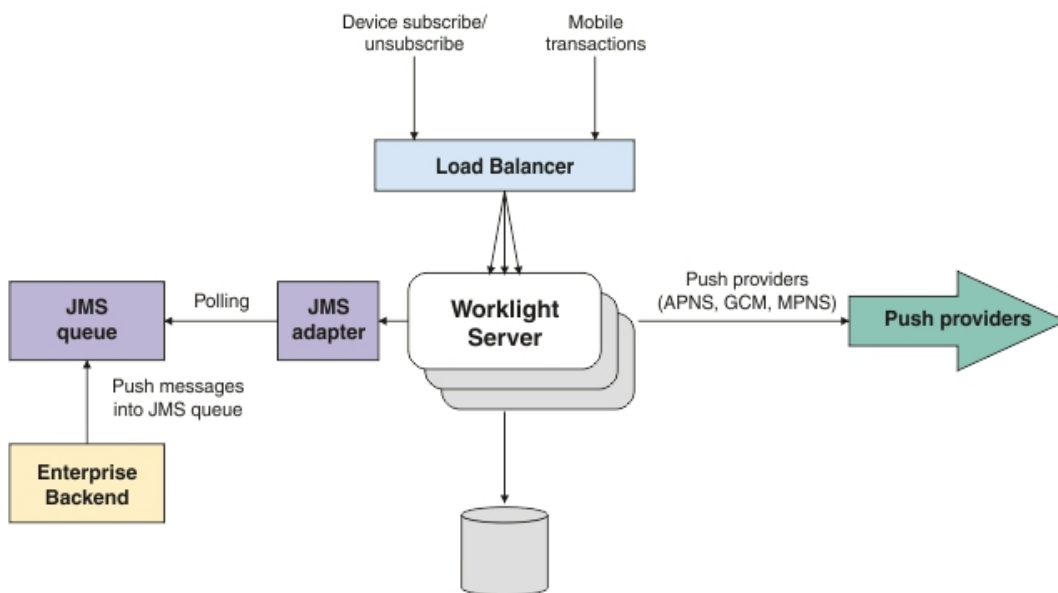 Device subscribe/
unsubscribe
Mobile
transactions
Load Balancer
JMS
queue
Polling
JMS
adapter
Worklight
Server
Push providers
(APNS, GCM, MPNS)
Push providers
Push messages
into JMS queue
Enterprise
Backend